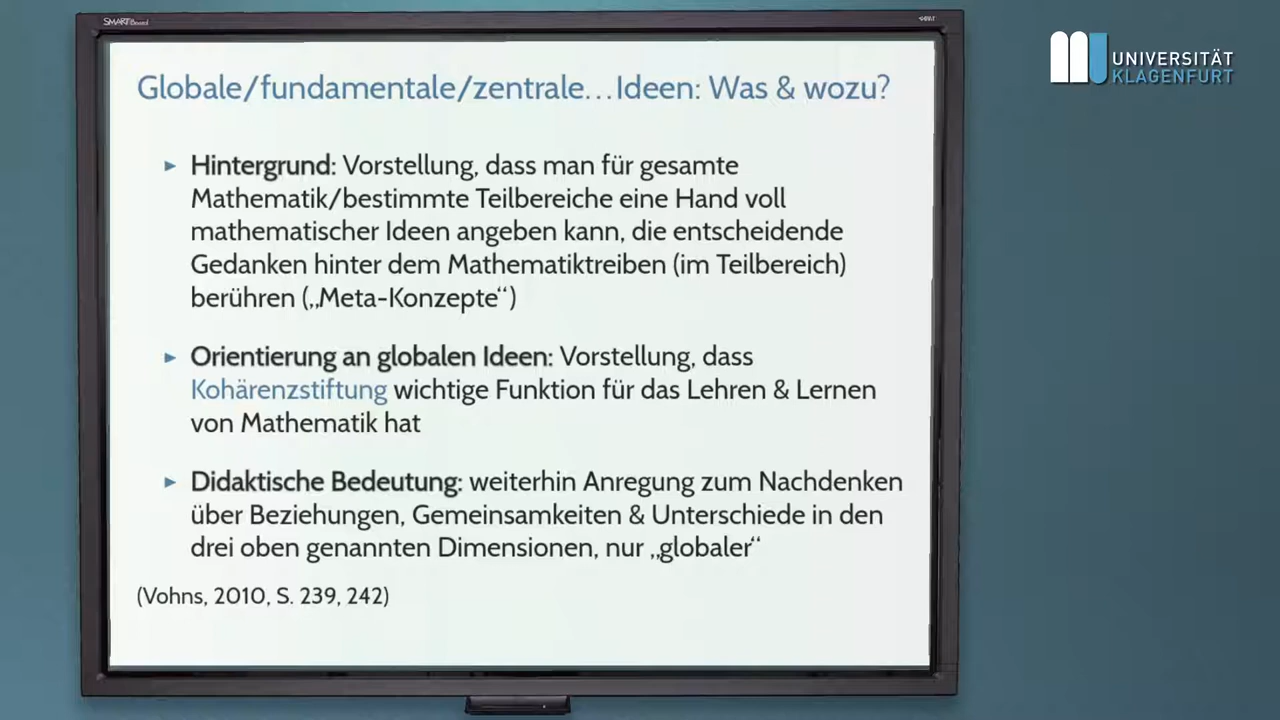 SMART Board
UNIVERSITÄT
KLAGENFURT
Globale/fundamentale/zentrale...Ideen: Was & wozu?
► Hintergrund: Vorstellung, dass man für gesamte
Mathematik/bestimmte Teilbereiche eine Hand voll
mathematischer Ideen angeben kann, die entscheidende
Gedanken hinter dem Mathematiktreiben (im Teilbereich)
berühren („Meta-Konzepte“)
► Orientierung an globalen Ideen: Vorstellung, dass
Kohärenzstiftung wichtige Funktion für das Lehren & Lernen
von Mathematik hat
► Didaktische Bedeutung: weiterhin Anregung zum Nachdenken
über Beziehungen, Gemeinsamkeiten & Unterschiede in den
drei oben genannten Dimensionen, nur „globaler“
(Vohns, 2010, S. 239, 242)